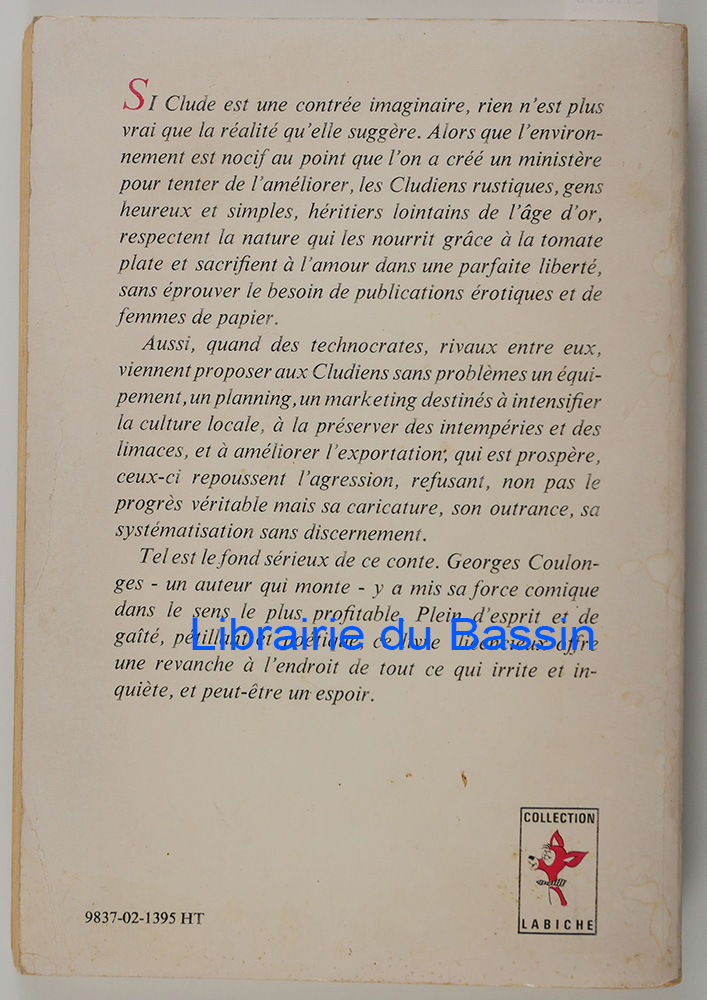 SI Clude est une contrée imaginaire, rien n'est plus
vrai que la réalité qu'elle suggère. Alors que l'environ-
nement est nocif au point que l'on a créé un ministère
pour tenter de l'améliorer, les Cludiens rustiques, gens
heureux et simples, héritiers lointains de l'âge d'or,
respectent la nature qui les nourrit grâce à la tomate
plate et sacrifient à l'amour dans une parfaite liberté,
sans éprouver le besoin de publications érotiques et de
femmes de papier.
Aussi, quand des technocrates, rivaux entre eux,
viennent proposer aux Cludiens sans problèmes un équi-
pement, un planning, un marketing destinés à intensifier
la culture locale, à la préserver des intempéries et des
limaces, et à améliorer l'exportation, qui est prospère,
ceux-ci repoussent l'agression, refusant, non pas le
progrès véritable mais sa caricature, son outrance, sa
systématisation sans discernement.
Tel est le fond sérieux de ce conte. Georges Coulon-
ges - un auteur qui monte - y a mis sa force comique
dans le sens le plus profitable. Plein d'esprit et de
gaîté, pétillant et poétique, ce livre licencieux offre
Librairie du Bassin
une revanche à l'endroit de tout ce qui irrite et in-
quiète, et peut-être un espoir.
COLLECTION
LABICHE
9837-02-1395 HT